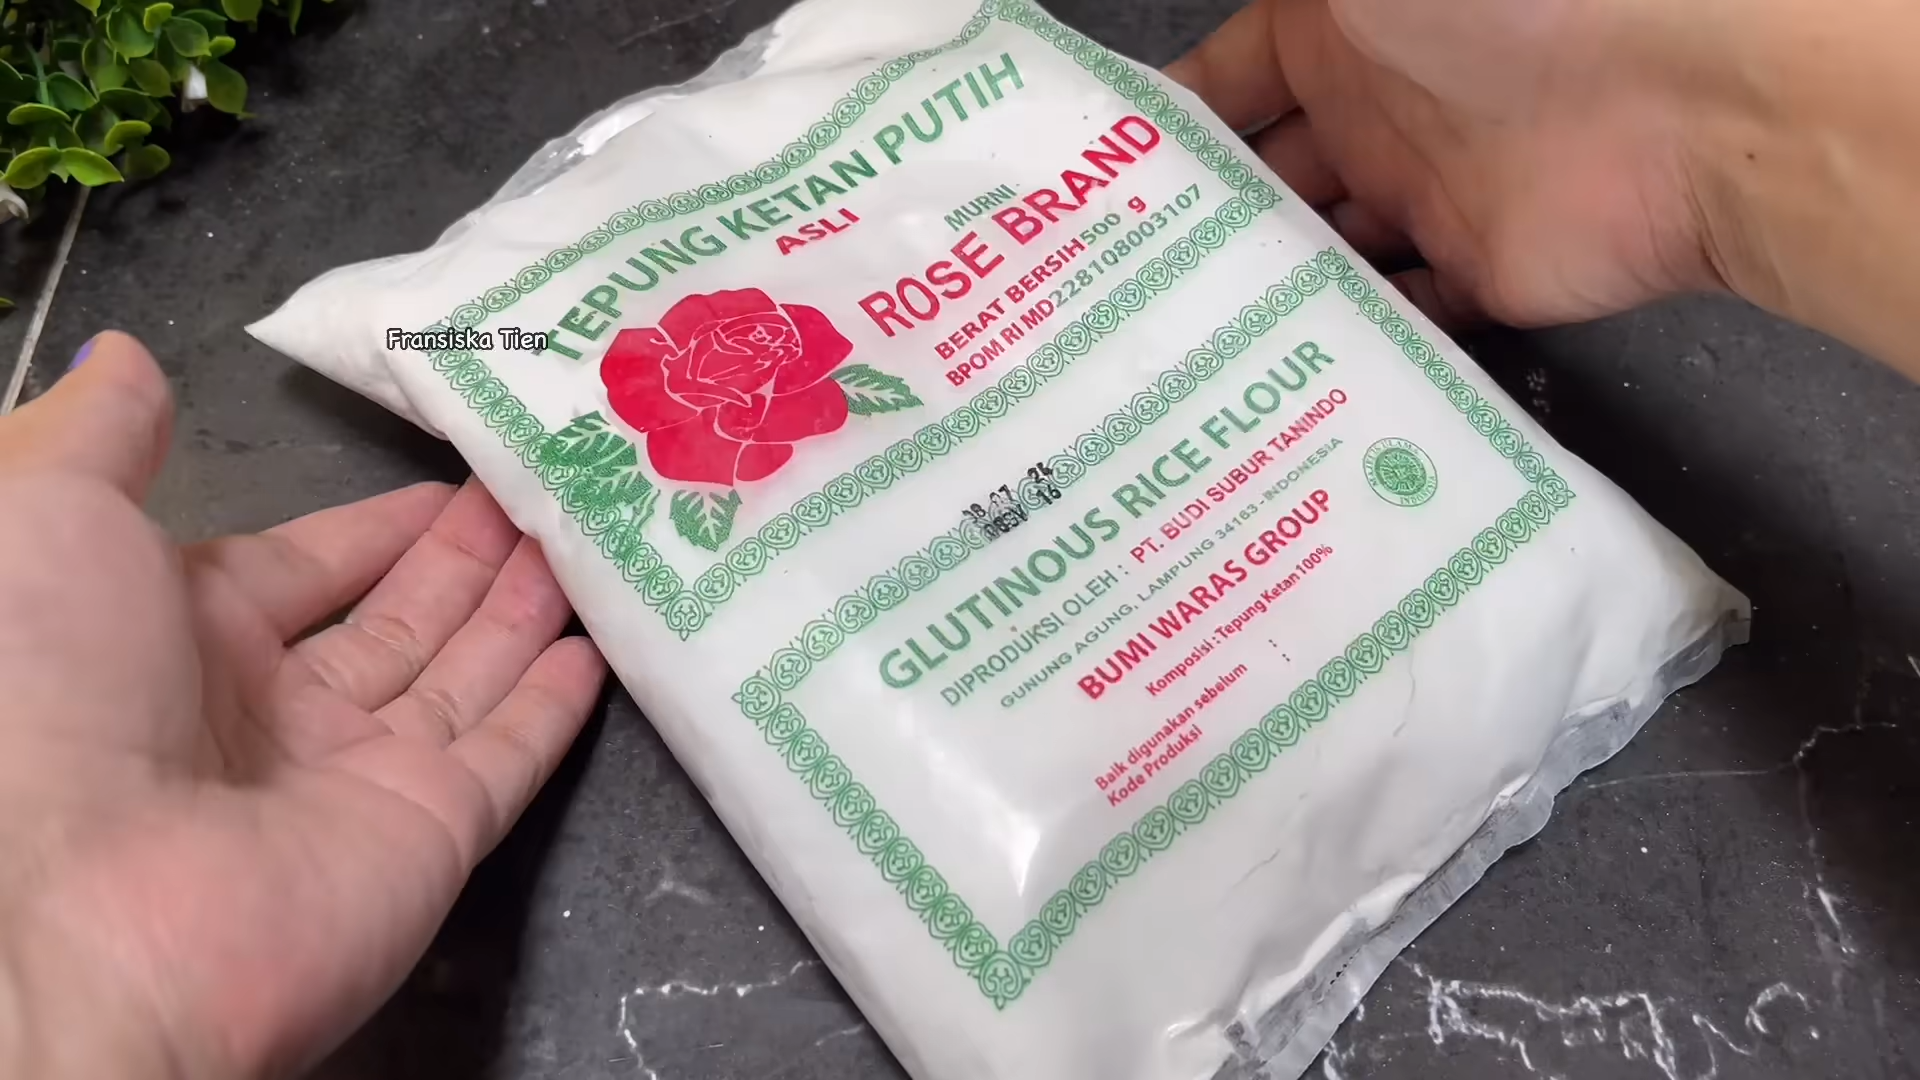 TEPUNG KETAN PUTIH
ASLI
MURNI
ROSE BRAND
BERAT BERSIH 500 g
BPOM RI MD228108003107
Fransiska Tien
GLUTINOUS RICE FLOUR
DIPRODUKSI OLEH : PT. BUDI SUBUR TANINDO
GUNUNG AGUNG, LAMPUNG 34163-INDONESIA
BUMI WARAS GROUP
Komposisi : Tepung Ketan 100%
Baik digunakan sebelum :
Kode Produksi :